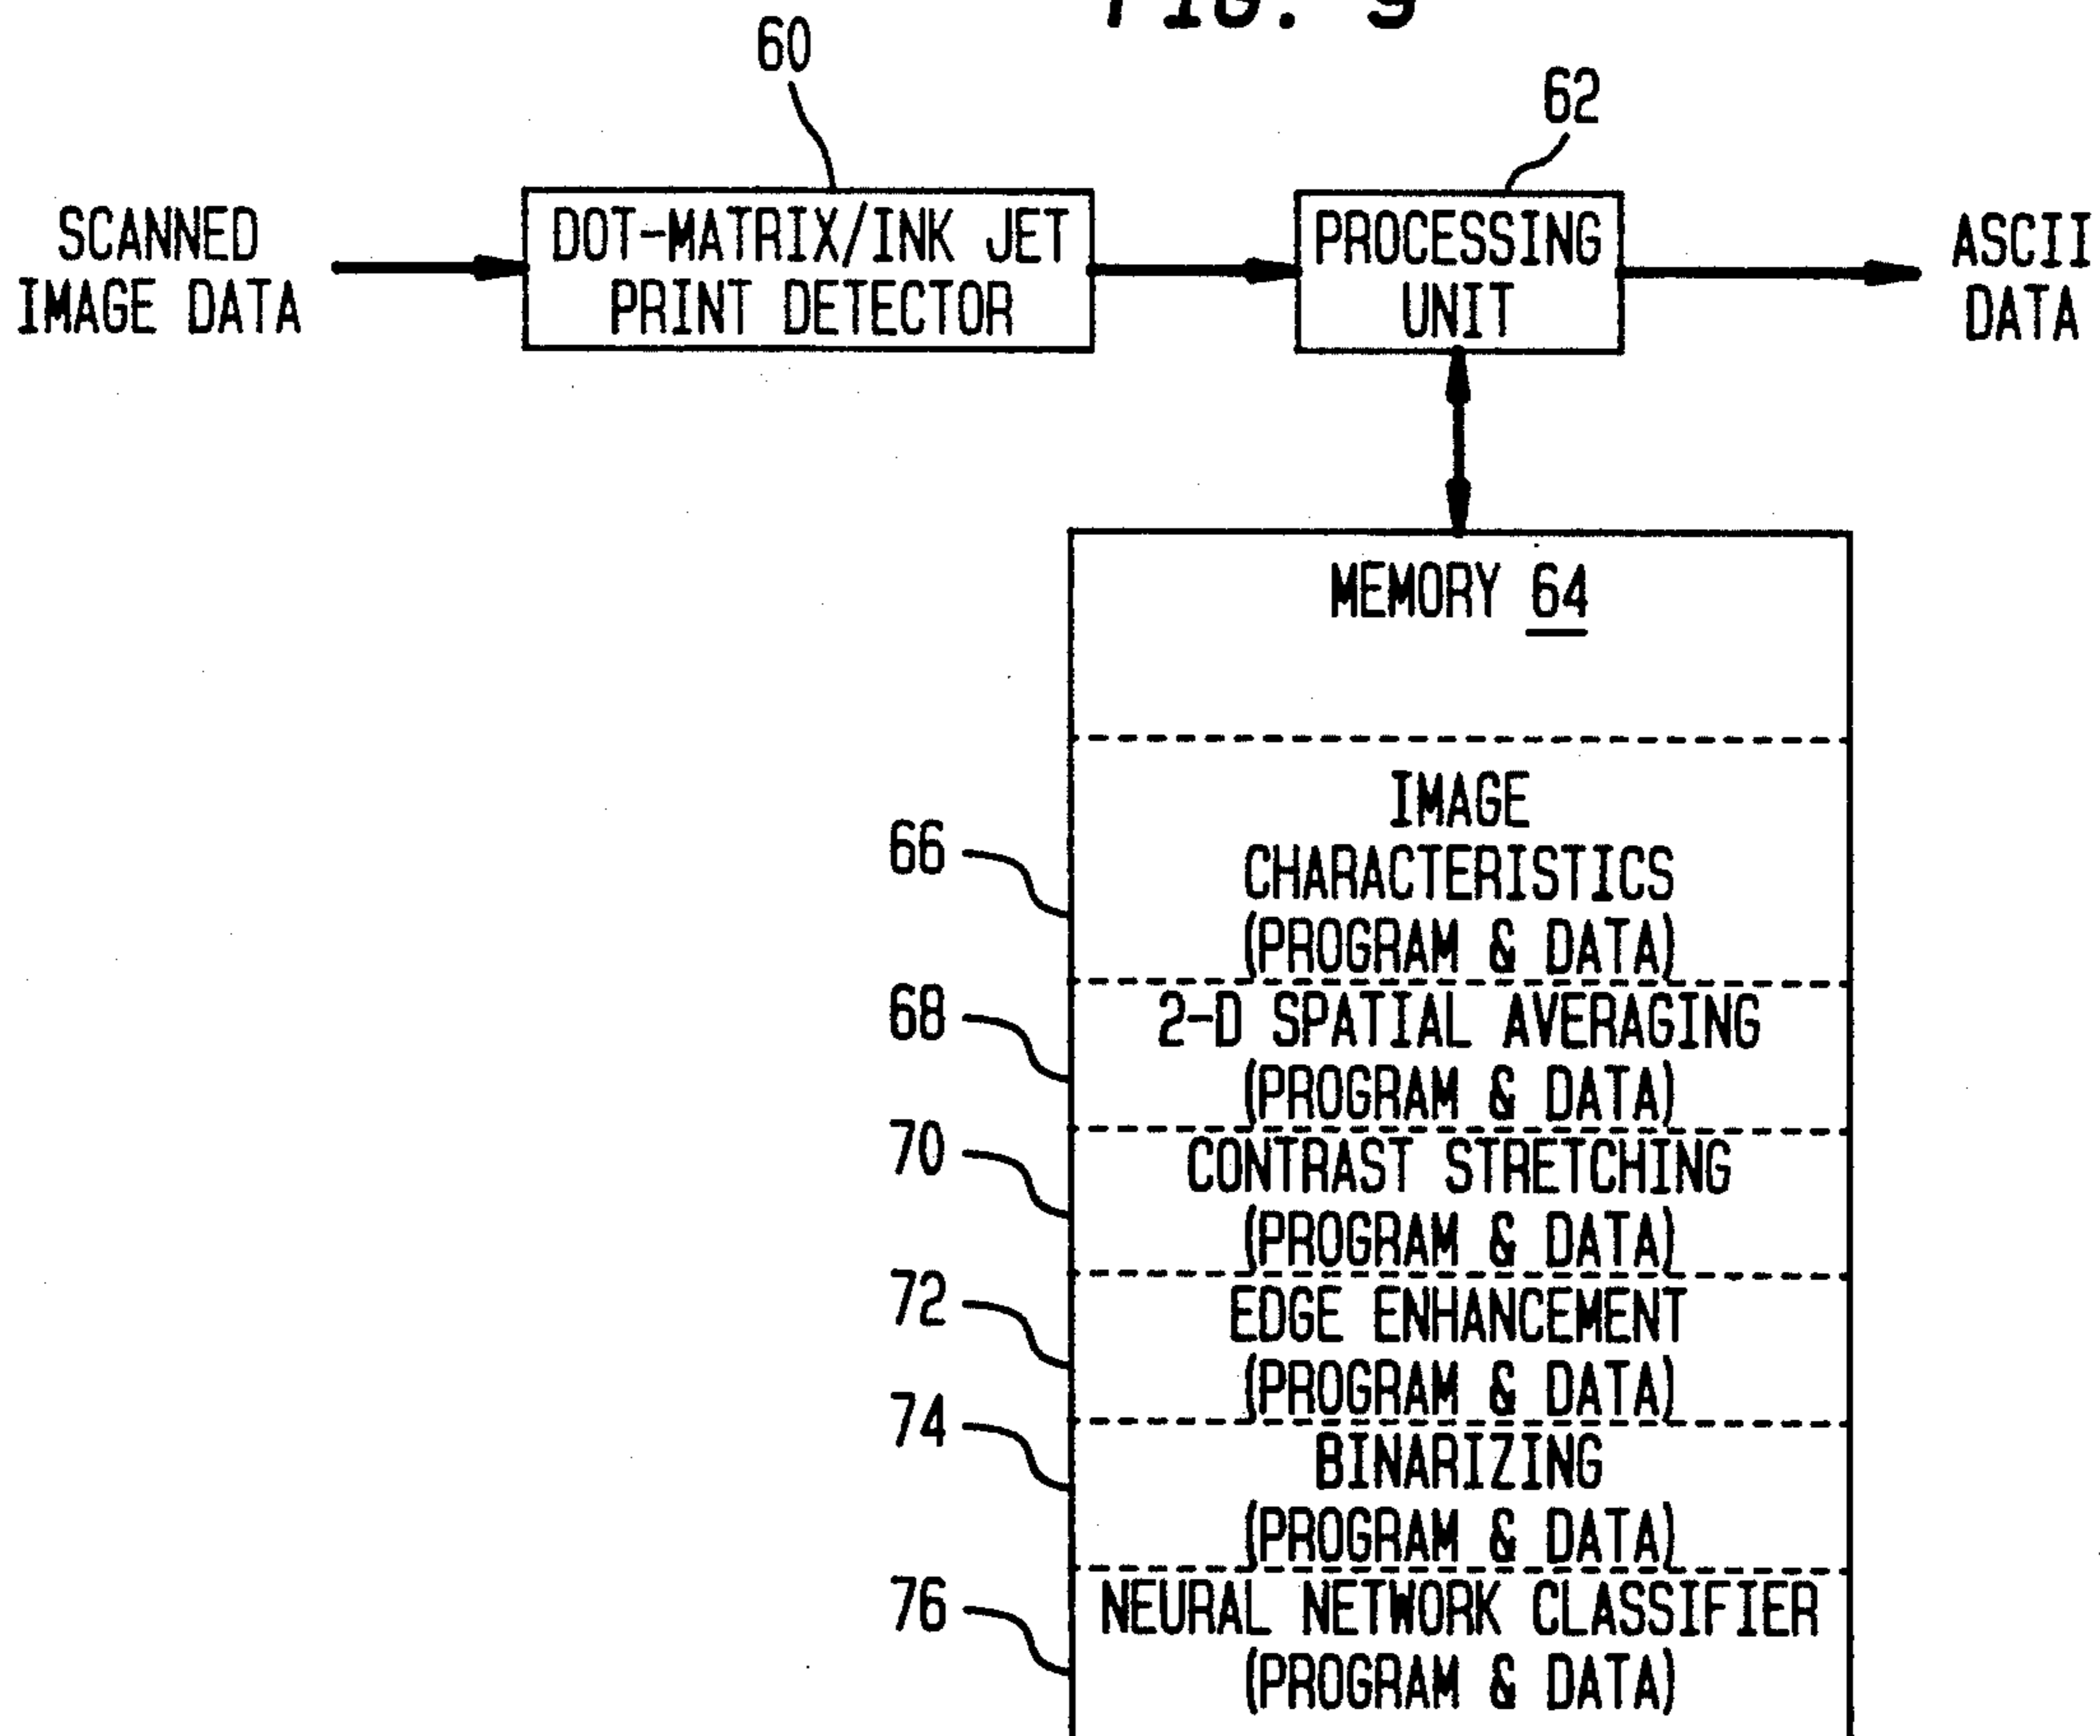 FIG.
60
62
SCANNED
IMAGE DATA
DOT-MATRIX/INK JET
PRINT DETECTOR
PROCESSING
UNIT
ASCII
DATA
MEMORY 64
IMAGE
CHARACTERISTICS
(PROGRAM & DATA)
66
2-D SPATIAL AVERAGING
(PROGRAM & DATA)
68
CONTRAST STRETCHING
(PROGRAM & DATA)
70
EDGE ENHANCEMENT
(PROGRAM & DATA)
72
BINARIZING
(PROGRAM & DATA)
74
NEURAL NETWORK CLASSIFIER
(PROGRAM & DATA)
76